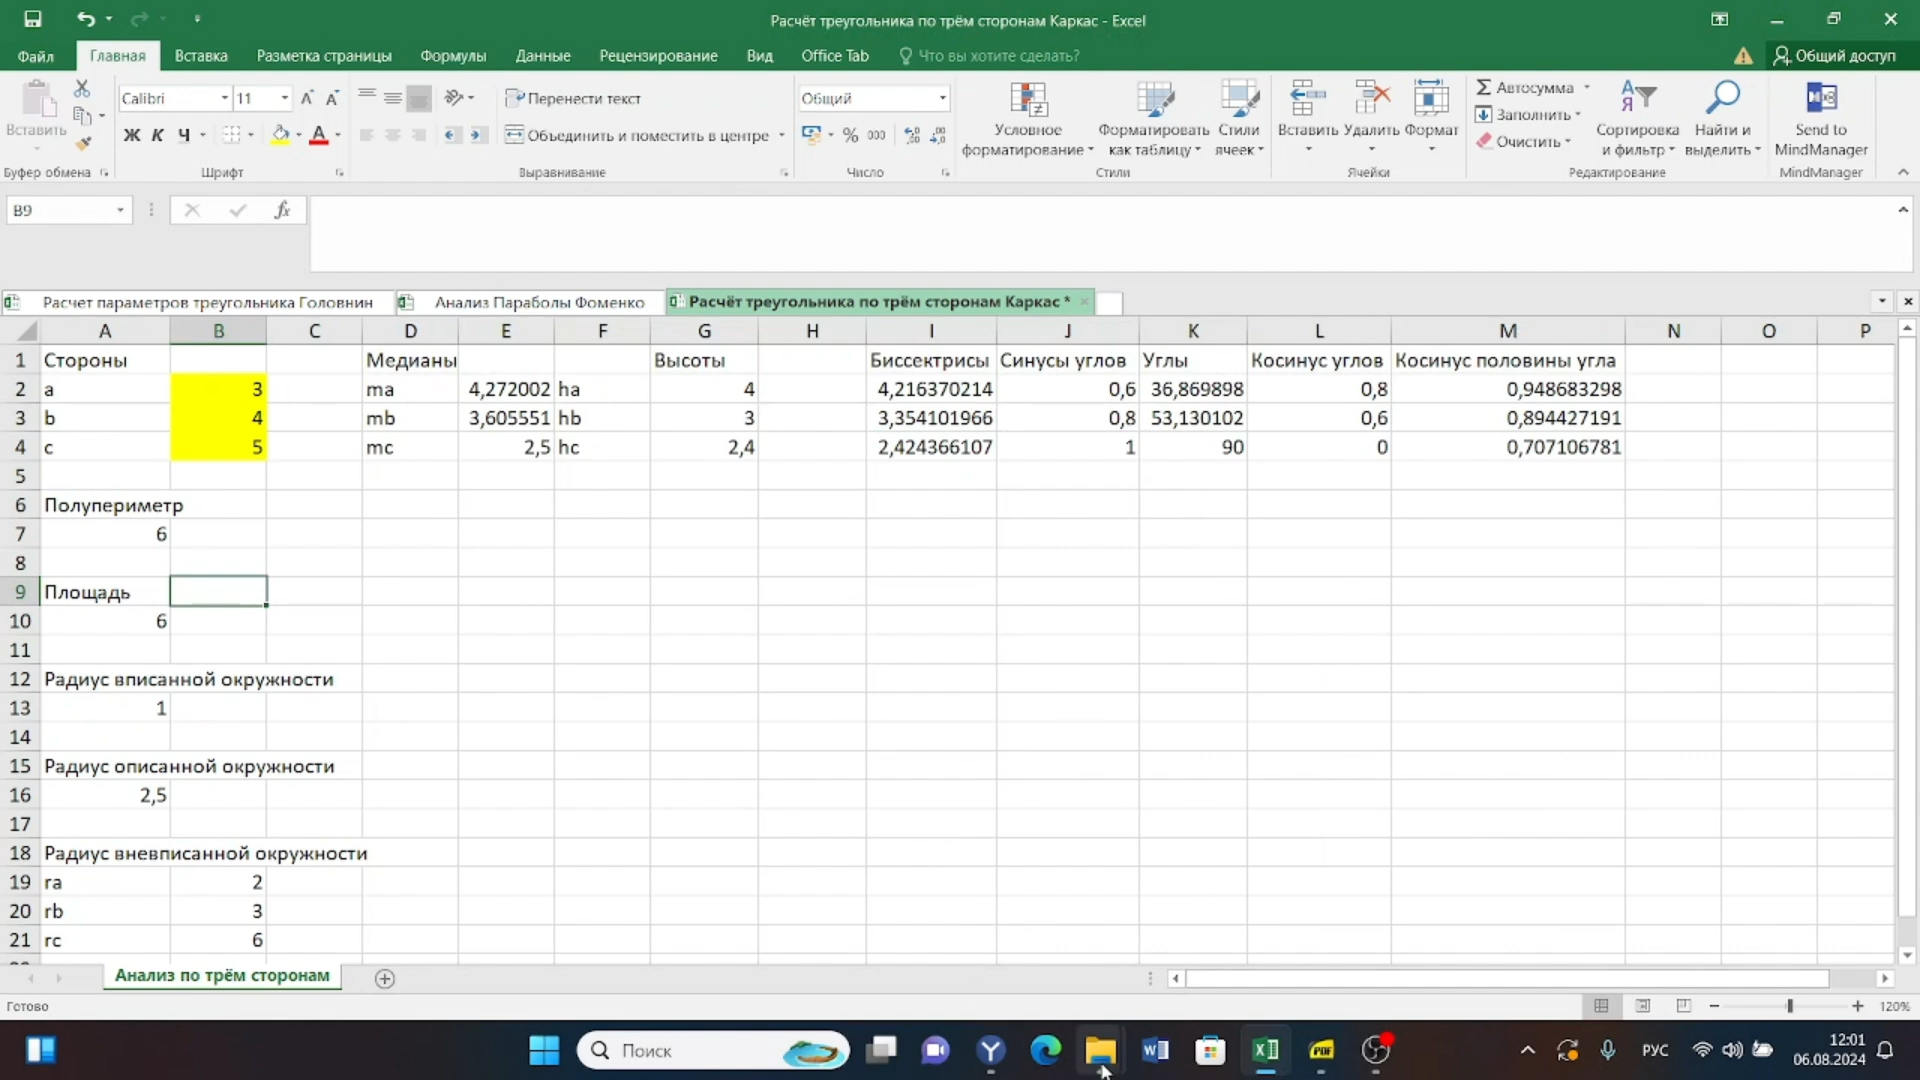 Расчёт треугольника по трём сторонам Каркас - Excel
Файл Главная Вставка Разметка страницы Формулы Данные Рецензирование Вид Office Tab Что вы хотите сделать? Общий доступ
Calibri 11 Перенести текст Общий Автосумма
Вставить Условное Форматировать Стили Вставить Удалить Формат Заполнить Сортировка Найти и Send to
Ж К Ч А Объединить и поместить в центре % 000 форматирование как таблицу ячеек Очистить и фильтр выделить MindManager
Буфер обмена Шрифт Выравнивание Число Стили Ячейки Редактирование MindManager
B9 fx
Расчет параметров треугольника Головнин Анализ Параболы Фоменко Расчёт треугольника по трём сторонам Каркас *
A B C D E F G H I J K L M N O P
1 Стороны Медианы Высоты Биссектрисы Синусы углов Углы Косинус углов Косинус половины угла
2 a 3 ma 4,272002 ha 4 4,216370214 0,6 36,869898 0,8 0,948683298
3 b 4 mb 3,605551 hb 3 3,354101966 0,8 53,130102 0,6 0,894427191
4 c 5 mc 2,5 hc 2,4 2,424366107 1 90 0 0,707106781
5
6 Полупериметр
7 6
8
9 Площадь
10 6
11
12 Радиус вписанной окружности
13 1
14
15 Радиус описанной окружности
16 2,5
17
18 Радиус вневписанной окружности
19 ra 2
20 rb 3
21 rc 6
Анализ по трём сторонам
Готово 120%
Поиск PDF РУС 12:01
06.08.2024